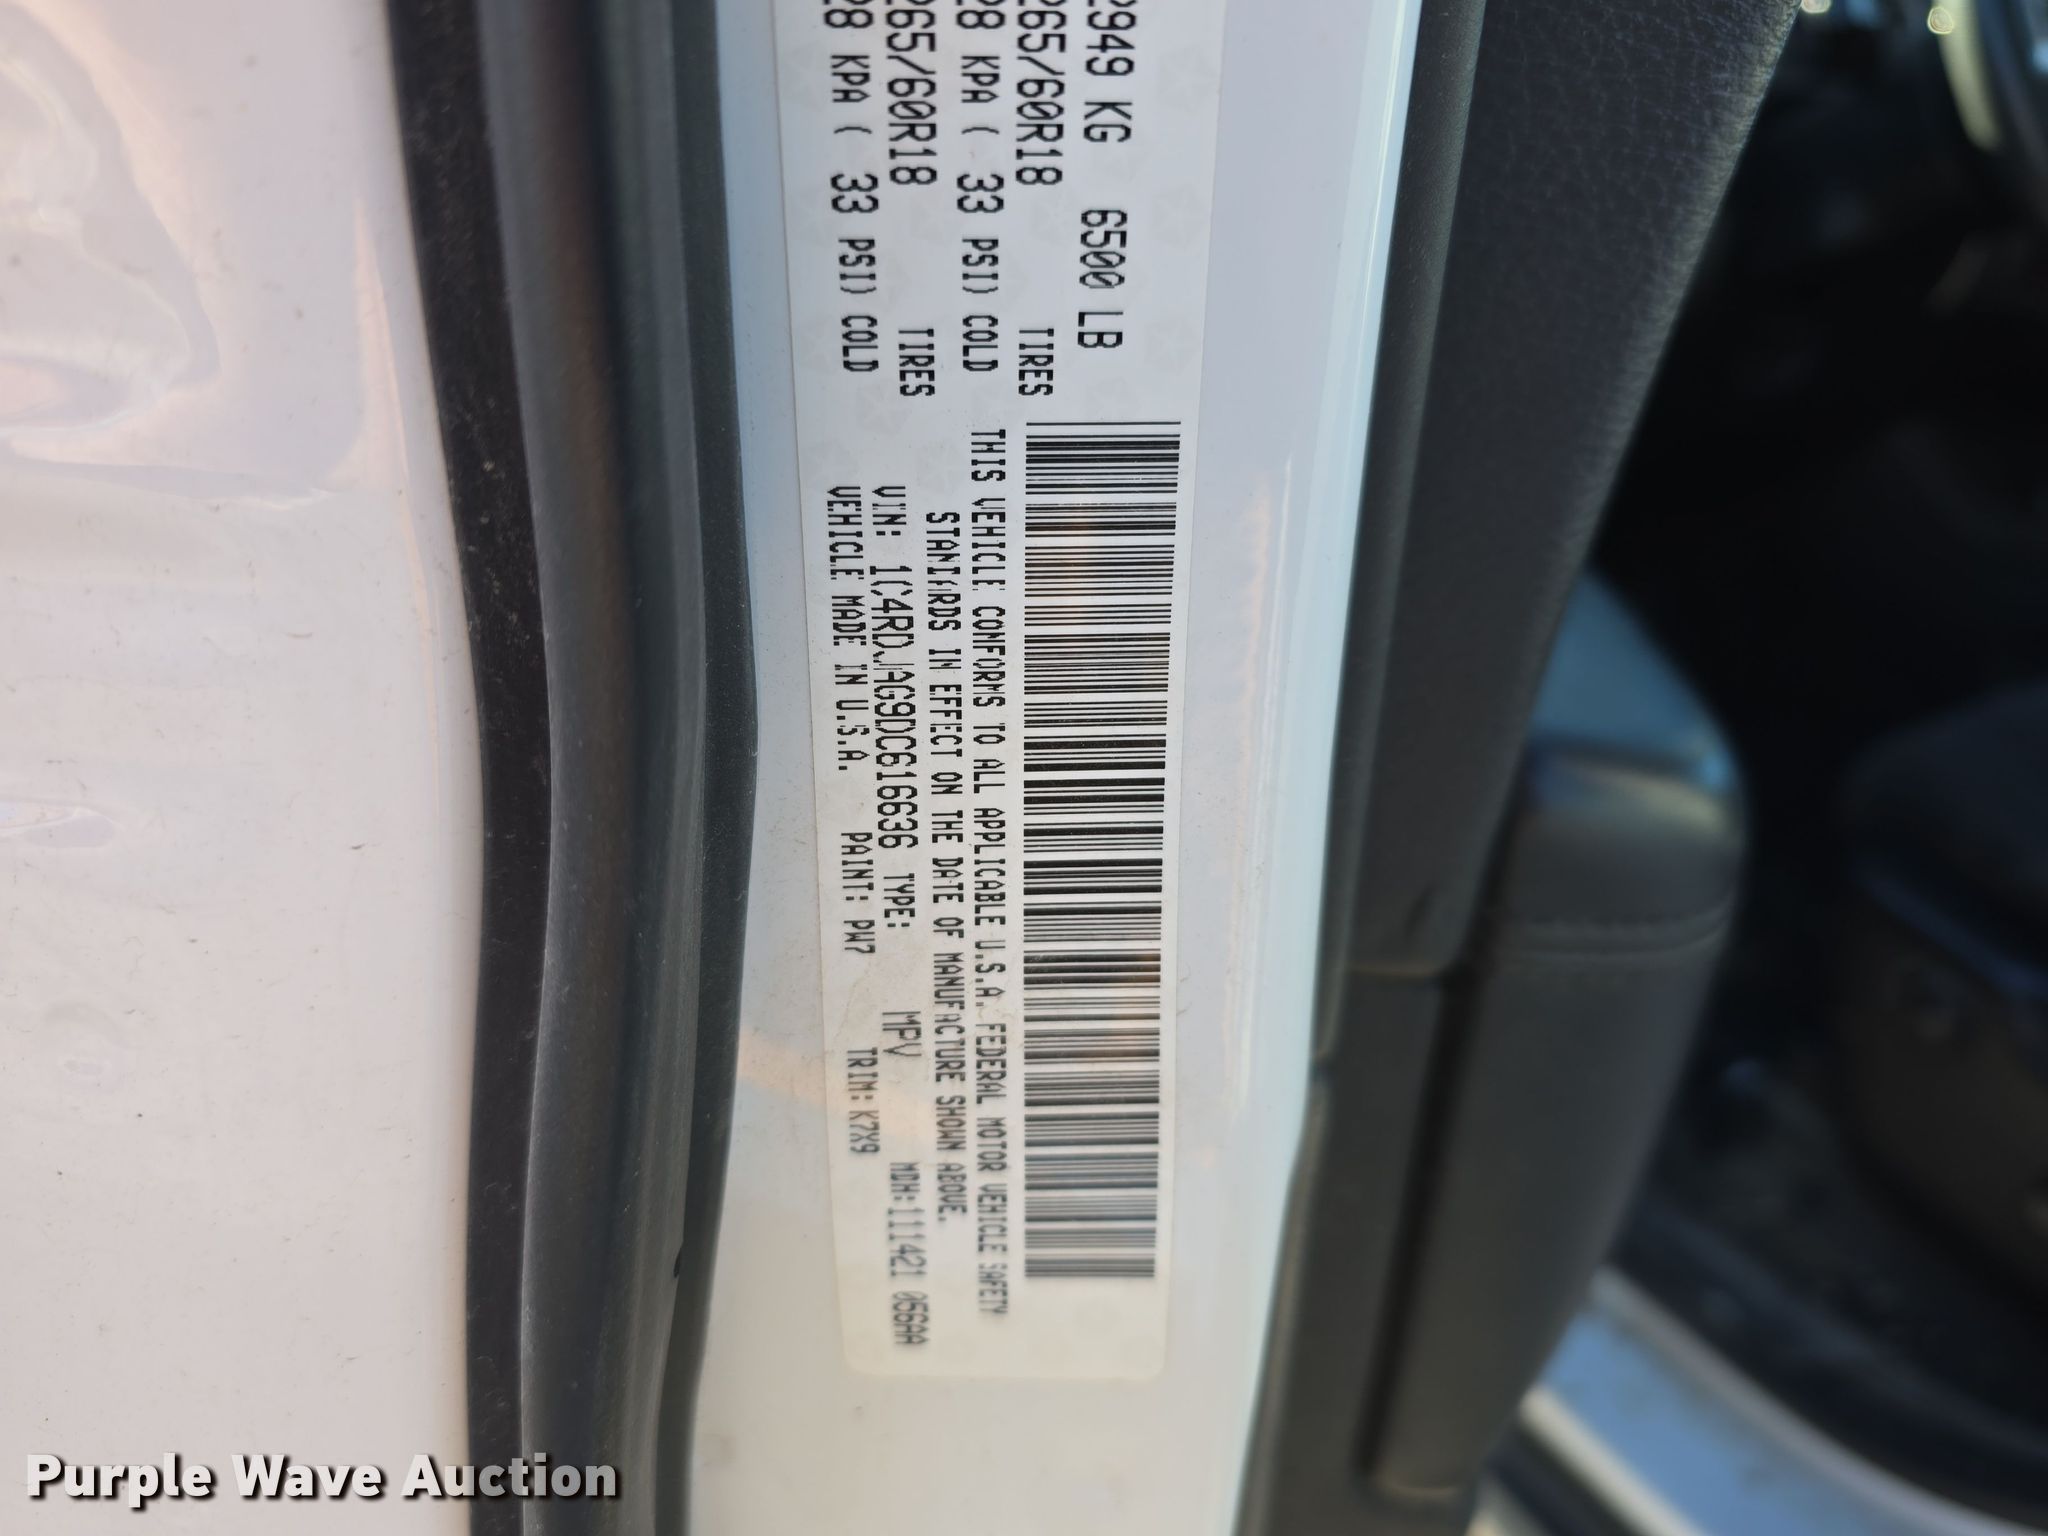 2949 KG 6500 LB
265/60R18 TIRES
28 KPA ( 33 PSI) COLD
265/60R18 TIRES
28 KPA ( 33 PSI) COLD
THIS VEHICLE CONFORMS TO ALL APPLICABLE U.S.A. FEDERAL MOTOR VEHICLE SAFETY
STANDARDS IN EFFECT ON THE DATE OF MANUFACTURE SHOWN ABOVE.
VIN: 1C4RDJAG9DC616636 TYPE: MPV MDH:111421 056AA
VEHICLE MADE IN U.S.A. PAINT: PW7 TRIM: K7X9
Purple Wave Auction